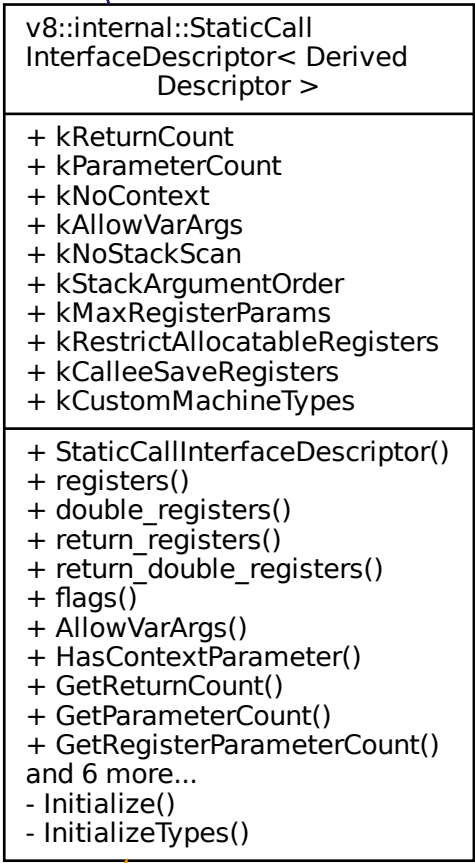 v8::internal::StaticCall
InterfaceDescriptor< Derived
Descriptor >
+ kReturnCount
+ kParameterCount
+ kNoContext
+ kAllowVarArgs
+ kNoStackScan
+ kStackArgumentOrder
+ kMaxRegisterParams
+ kRestrictAllocatableRegisters
+ kCalleeSaveRegisters
+ kCustomMachineTypes
+ StaticCallInterfaceDescriptor()
+ registers()
+ double_registers()
+ return_registers()
+ return_double_registers()
+ flags()
+ AllowVarArgs()
+ HasContextParameter()
+ GetReturnCount()
+ GetParameterCount()
+ GetRegisterParameterCount()
and 6 more...
- Initialize()
- InitializeTypes()